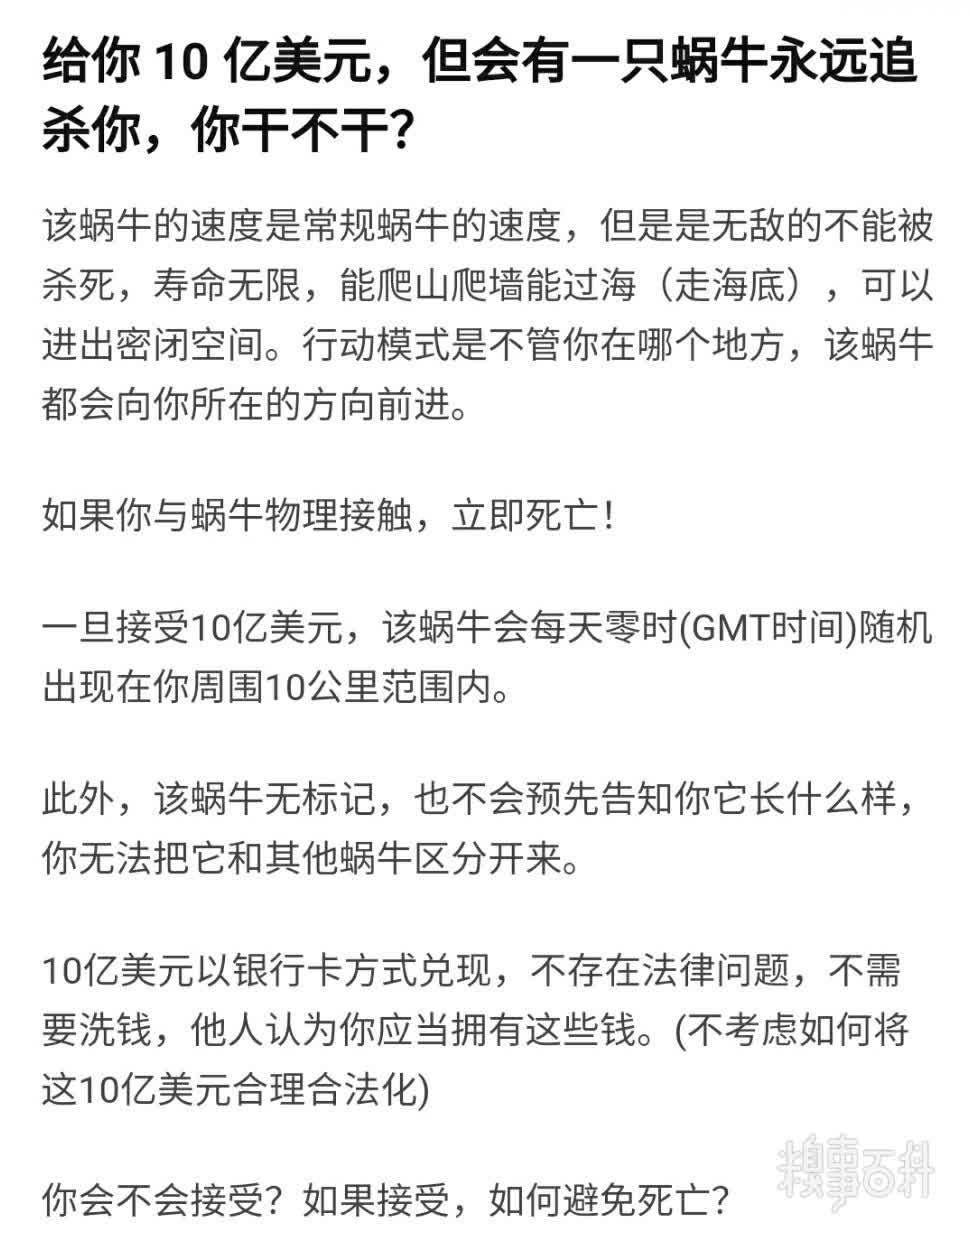 给你 10 亿美元，但会有一只蜗牛永远追
杀你，你干不干？
该蜗牛的速度是常规蜗牛的速度，但是是无敌的不能被
杀死，寿命无限，能爬山爬墙能过海（走海底），可以
进出密闭空间。行动模式是不管你在哪个地方，该蜗牛
都会向你所在的方向前进。
如果你与蜗牛物理接触，立即死亡！
一旦接受10亿美元，该蜗牛会每天零时(GMT时间)随机
出现在你周围10公里范围内。
此外，该蜗牛无标记，也不会预先告知你它长什么样，
你无法把它和其他蜗牛区分开来。
10亿美元以银行卡方式兑现，不存在法律问题，不需
要洗钱，他人认为你应当拥有这些钱。(不考虑如何将
这10亿美元合理合法化)
你会不会接受？如果接受，如何避免死亡？
糗事百科